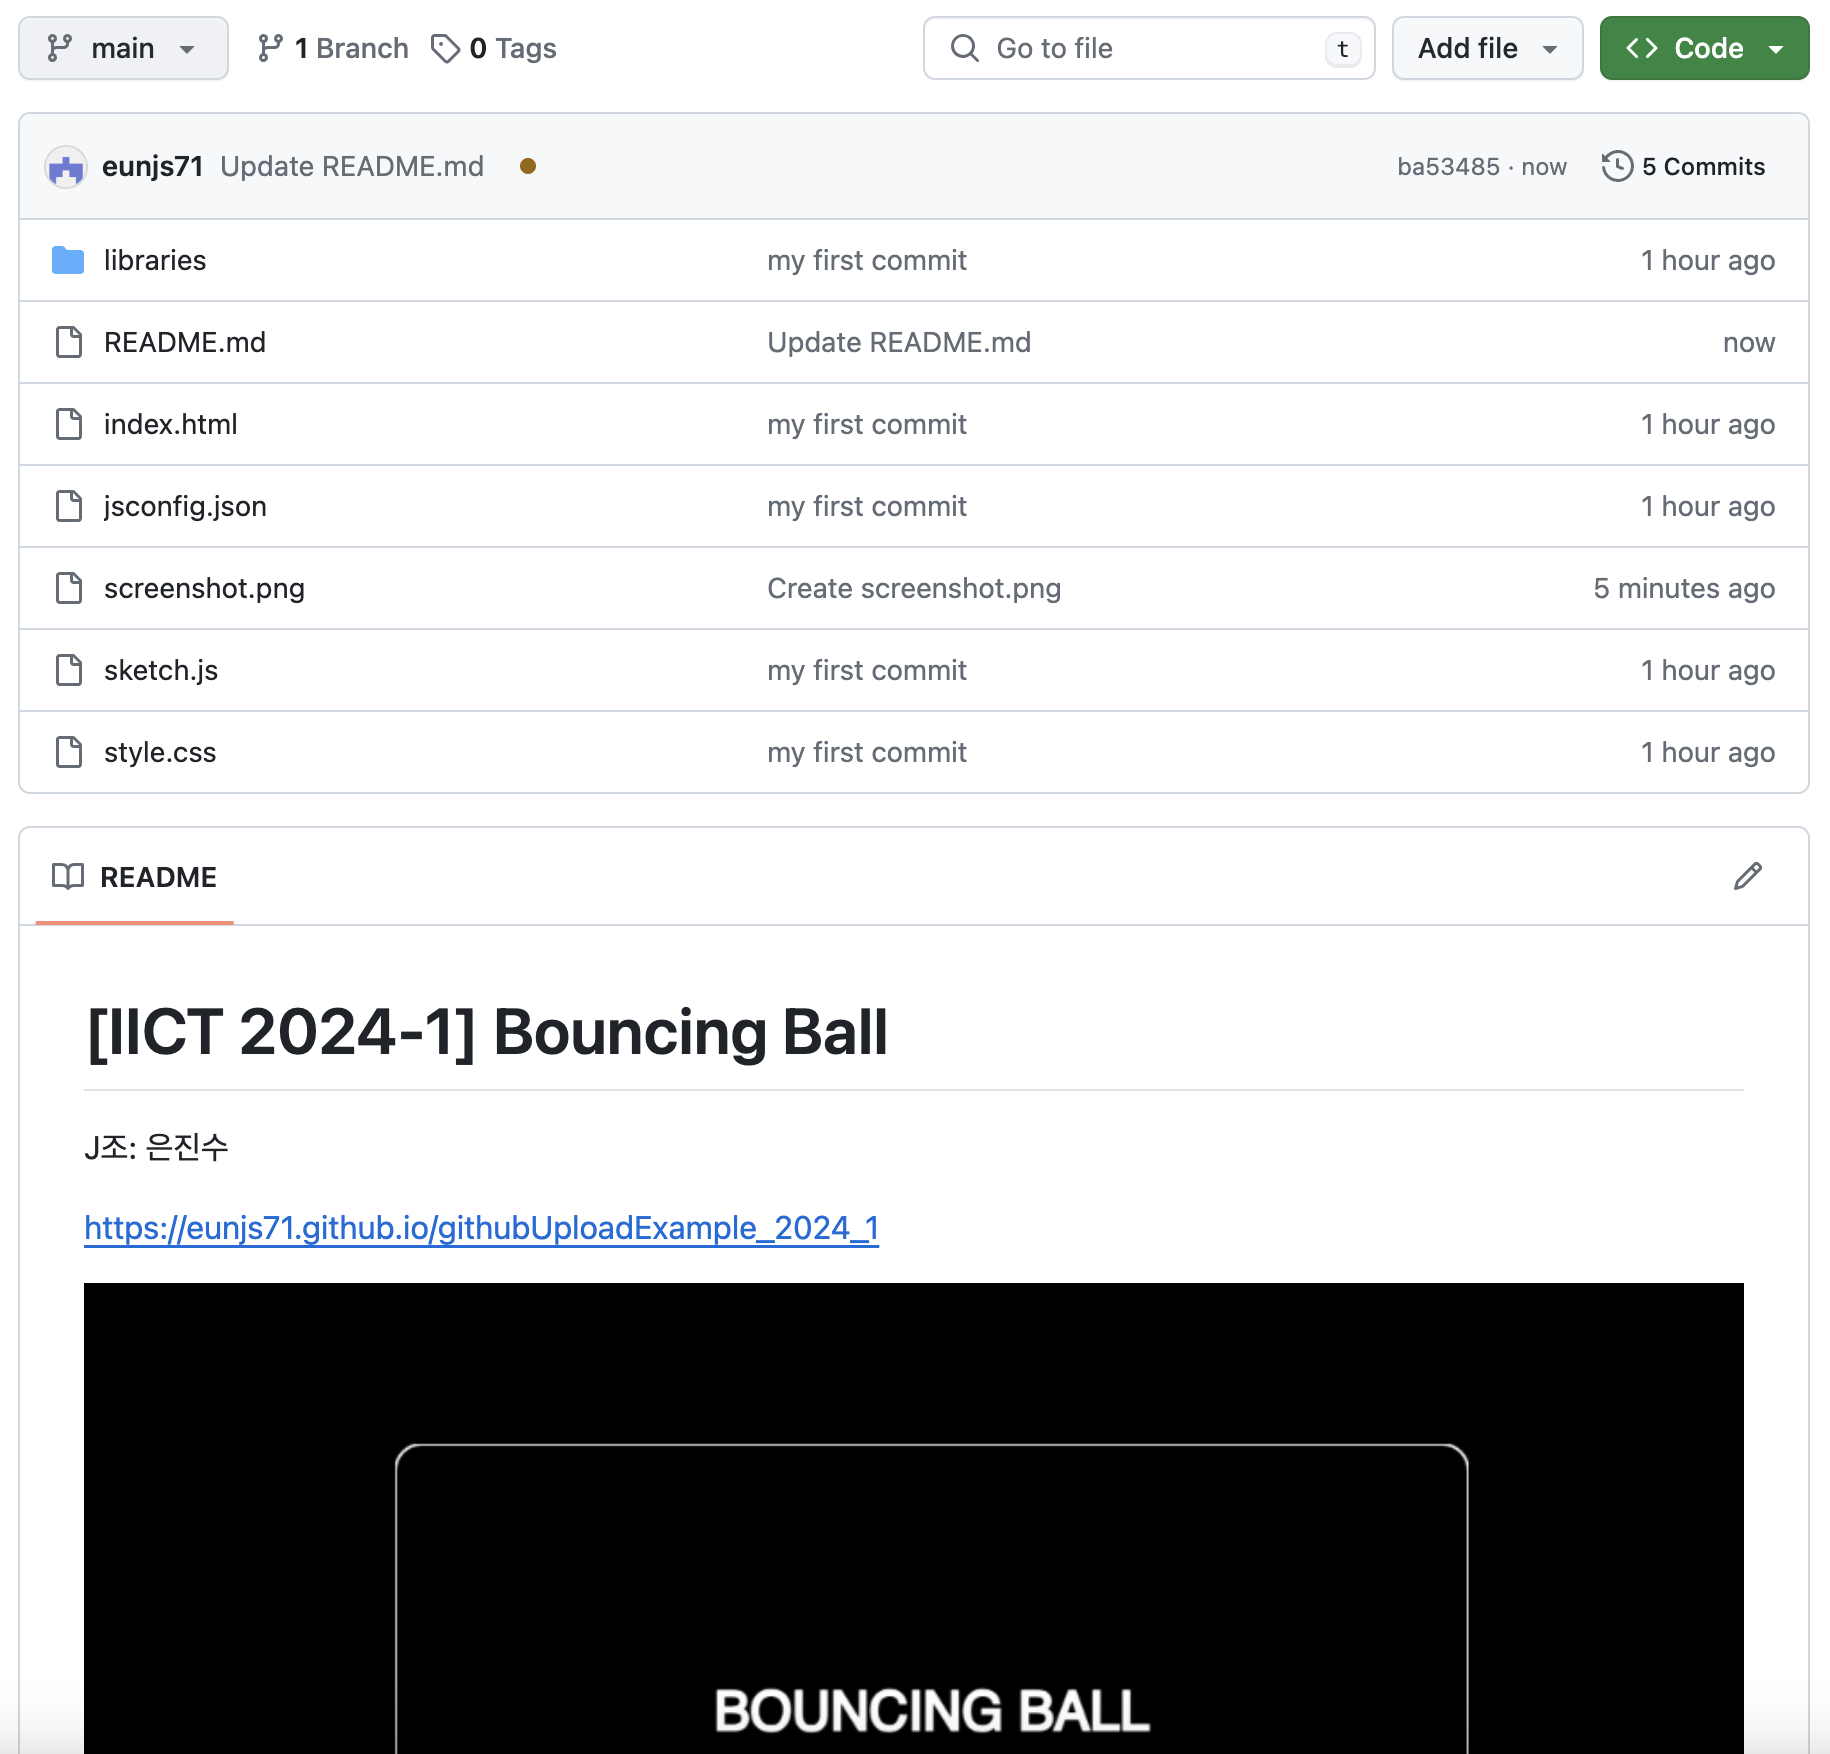 main 1 Branch 0 Tags Go to file t Add file Code
eunjs71 Update README.md ba53485 · now 5 Commits
libraries my first commit 1 hour ago
README.md Update README.md now
index.html my first commit 1 hour ago
jsconfig.json my first commit 1 hour ago
screenshot.png Create screenshot.png 5 minutes ago
sketch.js my first commit 1 hour ago
style.css my first commit 1 hour ago
README
[IICT 2024-1] Bouncing Ball
J조: 은진수
https://eunjs71.github.io/githubUploadExample_2024_1
BOUNCING BALL